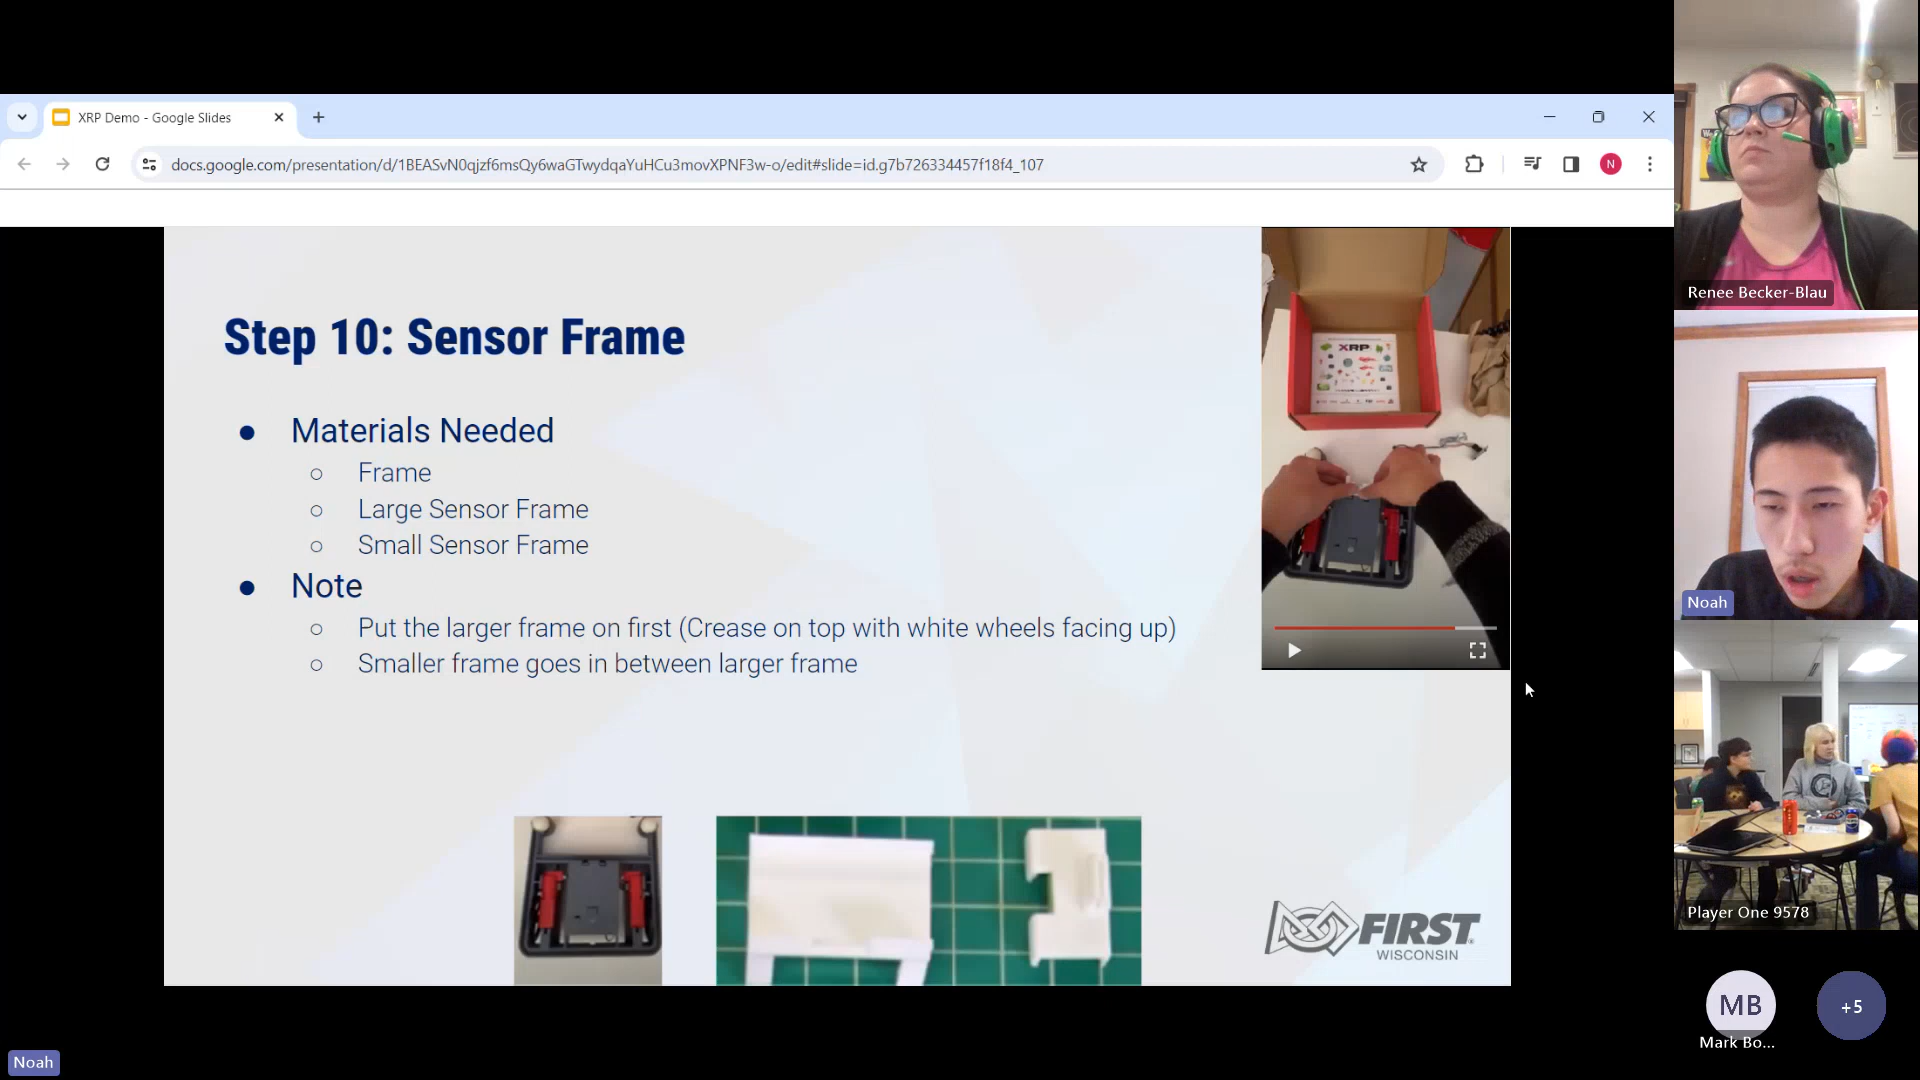 XRP Demo - Google Slides
docs.google.com/presentation/d/1BEASvN0qjzf6msQy6waGTwydqaYuHCu3movXPNF3w-o/edit#slide=id.g7b726334457f18f4_107
N
Step 10: Sensor Frame
Materials Needed
Frame
Large Sensor Frame
Small Sensor Frame
Note
Put the larger frame on first (Crease on top with white wheels facing up)
Smaller frame goes in between larger frame
XRP
FIRST
WISCONSIN
Renee Becker-Blau
Noah
Player One 9578
MB
+5
Mark Bo...
Noah